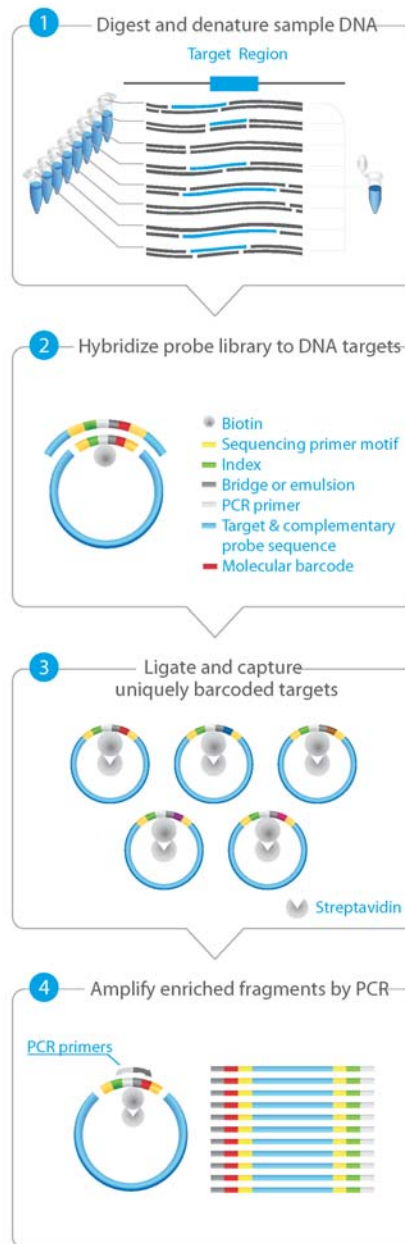 1 Digest and denature sample DNA
Target Region
2 Hybridize probe library to DNA targets
Biotin
Sequencing primer motif
Index
Bridge or emulsion
PCR primer
Target & complementary
probe sequence
Molecular barcode
3 Ligate and capture
uniquely barcoded targets
Streptavidin
4 Amplify enriched fragments by PCR
PCR primers